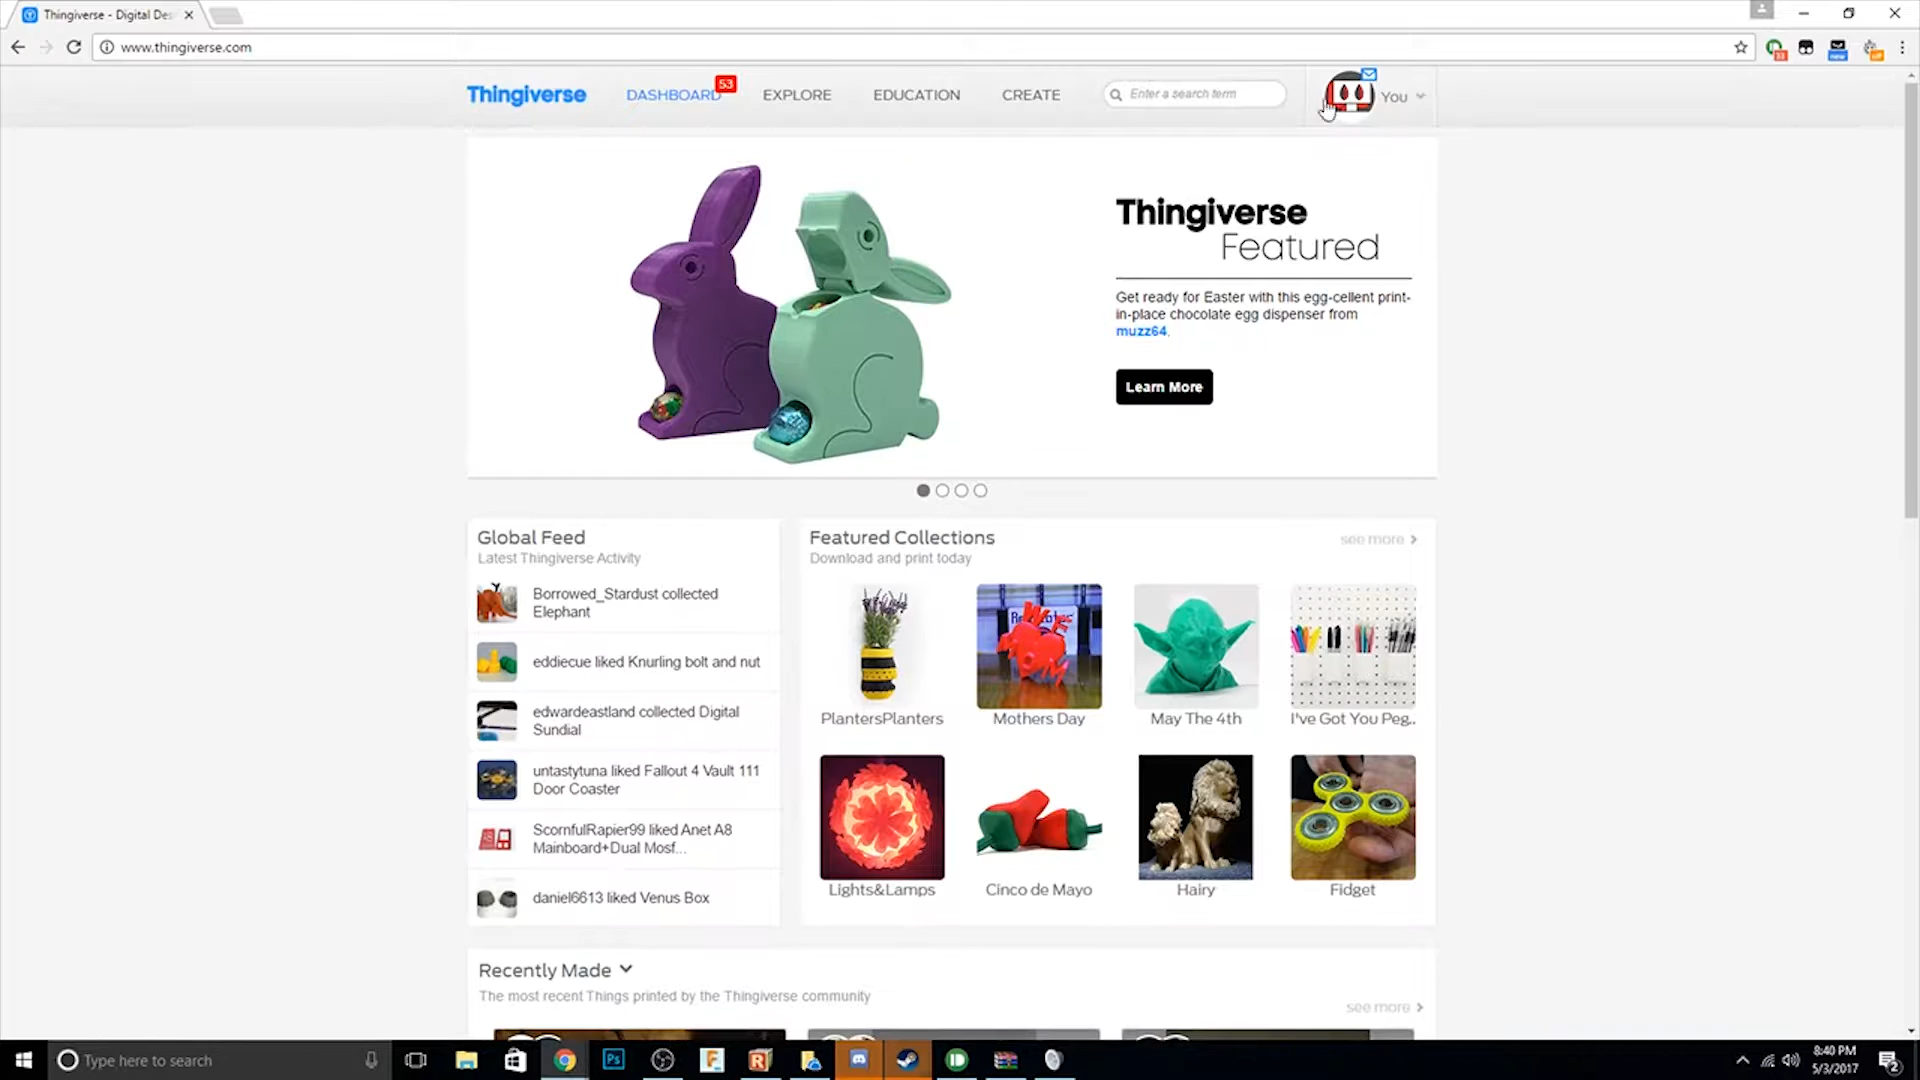 Thingiverse - Digital Des
www.thingiverse.com
Thingiverse
DASHBOARD
53
EXPLORE
EDUCATION
CREATE
Enter a search term
You
Thingiverse
Featured
Get ready for Easter with this egg-cellent print-
in-place chocolate egg dispenser from
muzz64.
Learn More
Global Feed
Latest Thingiverse Activity
Borrowed_Stardust collected
Elephant
eddiecue liked Knurling bolt and nut
edwardeastland collected Digital
Sundial
untastytuna liked Fallout 4 Vault 111
Door Coaster
ScornfulRapier99 liked Anet A8
Mainboard+Dual Mosf...
daniel6613 liked Venus Box
Featured Collections
see more
Download and print today
PlantersPlanters
Mothers Day
May The 4th
I've Got You Peg..
Lights&Lamps
Cinco de Mayo
Hairy
Fidget
Recently Made
The most recent Things printed by the Thingiverse community
see more
Type here to search
Ps
8:40 PM
5/3/2017
2